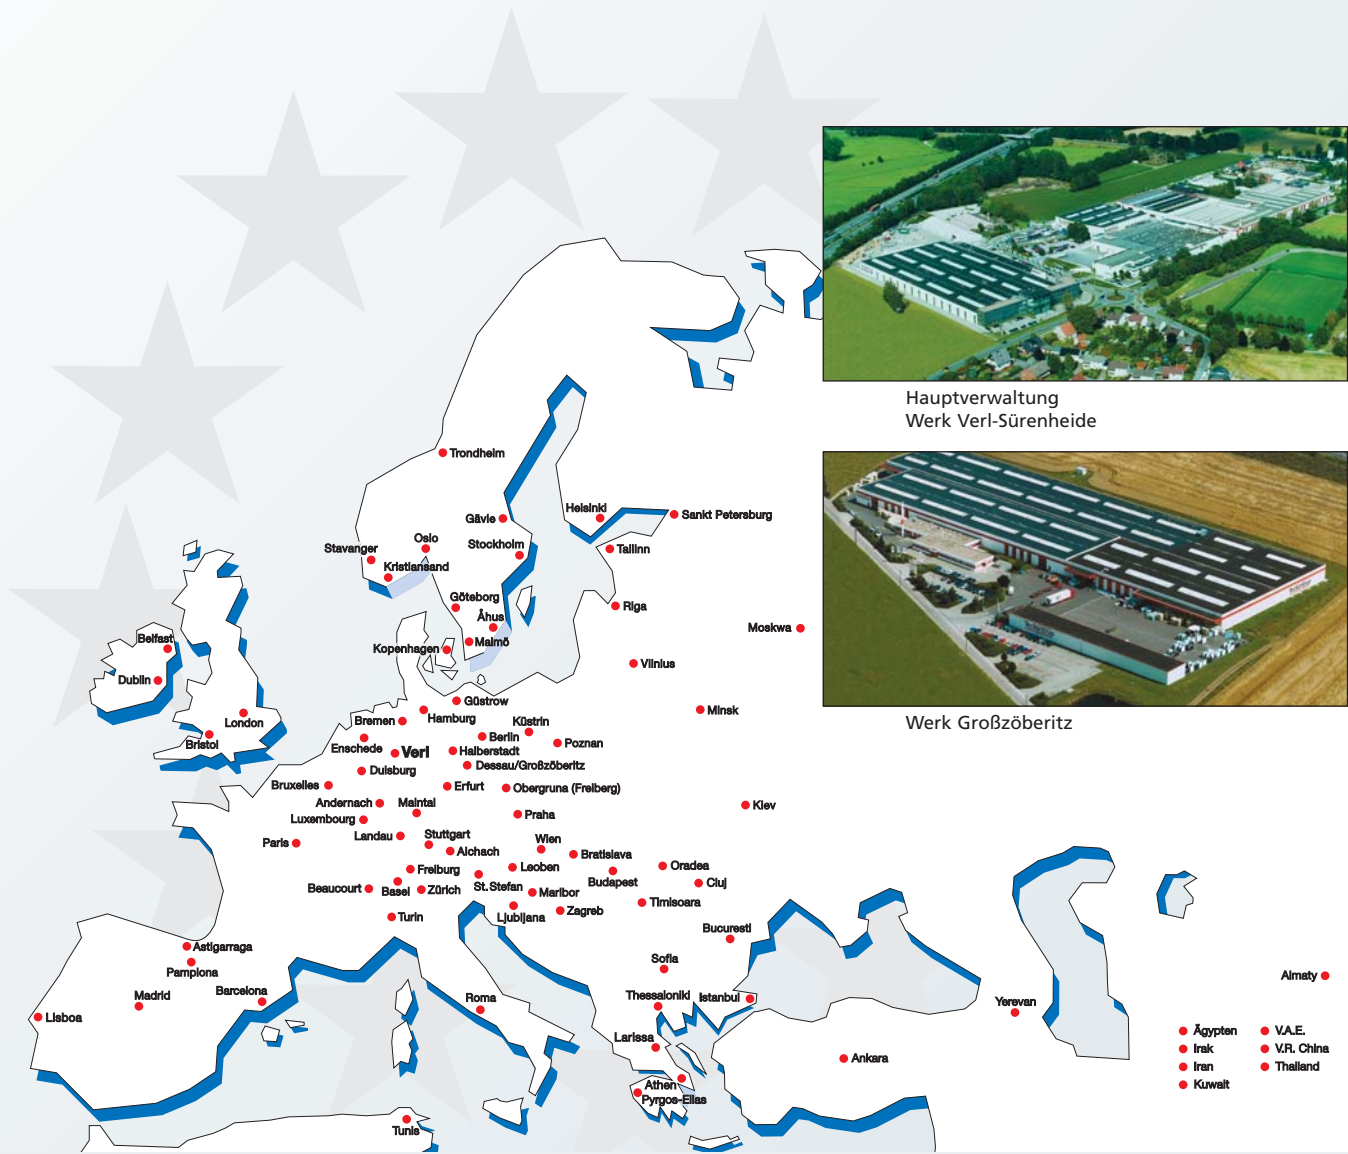 Hauptverwaltung
Werk Verl-Sürenheide
Trondheim
Gävle
Helsinki
Sankt Petersburg
Oslo
Stockholm
Stavanger
Tallinn
Kristiansand
Göteborg
Riga
Åhus
Moskwa
Belfast
Malmö
Kopenhagen
Vilnius
Dublin
Güstrow
Minsk
Werk Großzöberitz
London
Bremen
Hamburg
Küstrin
Bristol
Enschede
Verl
Berlin
Poznan
Halberstadt
Dessau/Großzöberitz
Duisburg
Bruxelles
Erfurt
Obergruna (Freiberg)
Andernach
Maintal
Kiev
Luxembourg
Praha
Landau
Stuttgart
Paris
Wien
Aichach
Bratislava
Freiburg
Leoben
Oradea
Beaucourt
Basel
Zürich
St. Stefan
Budapest
Cluj
Maribor
Timisoara
Turin
Ljubljana
Zagreb
Bucuresti
Astigarraga
Pamplona
Sofia
Almaty
Madrid
Barcelona
Roma
Thessaloniki
Istanbul
Yerevan
Lisboa
Larissa
Ankara
Ägypten
V.A.E.
Irak
V.R. China
Iran
Thailand
Kuwait
Athen
Pyrgos-Elias
Tunis